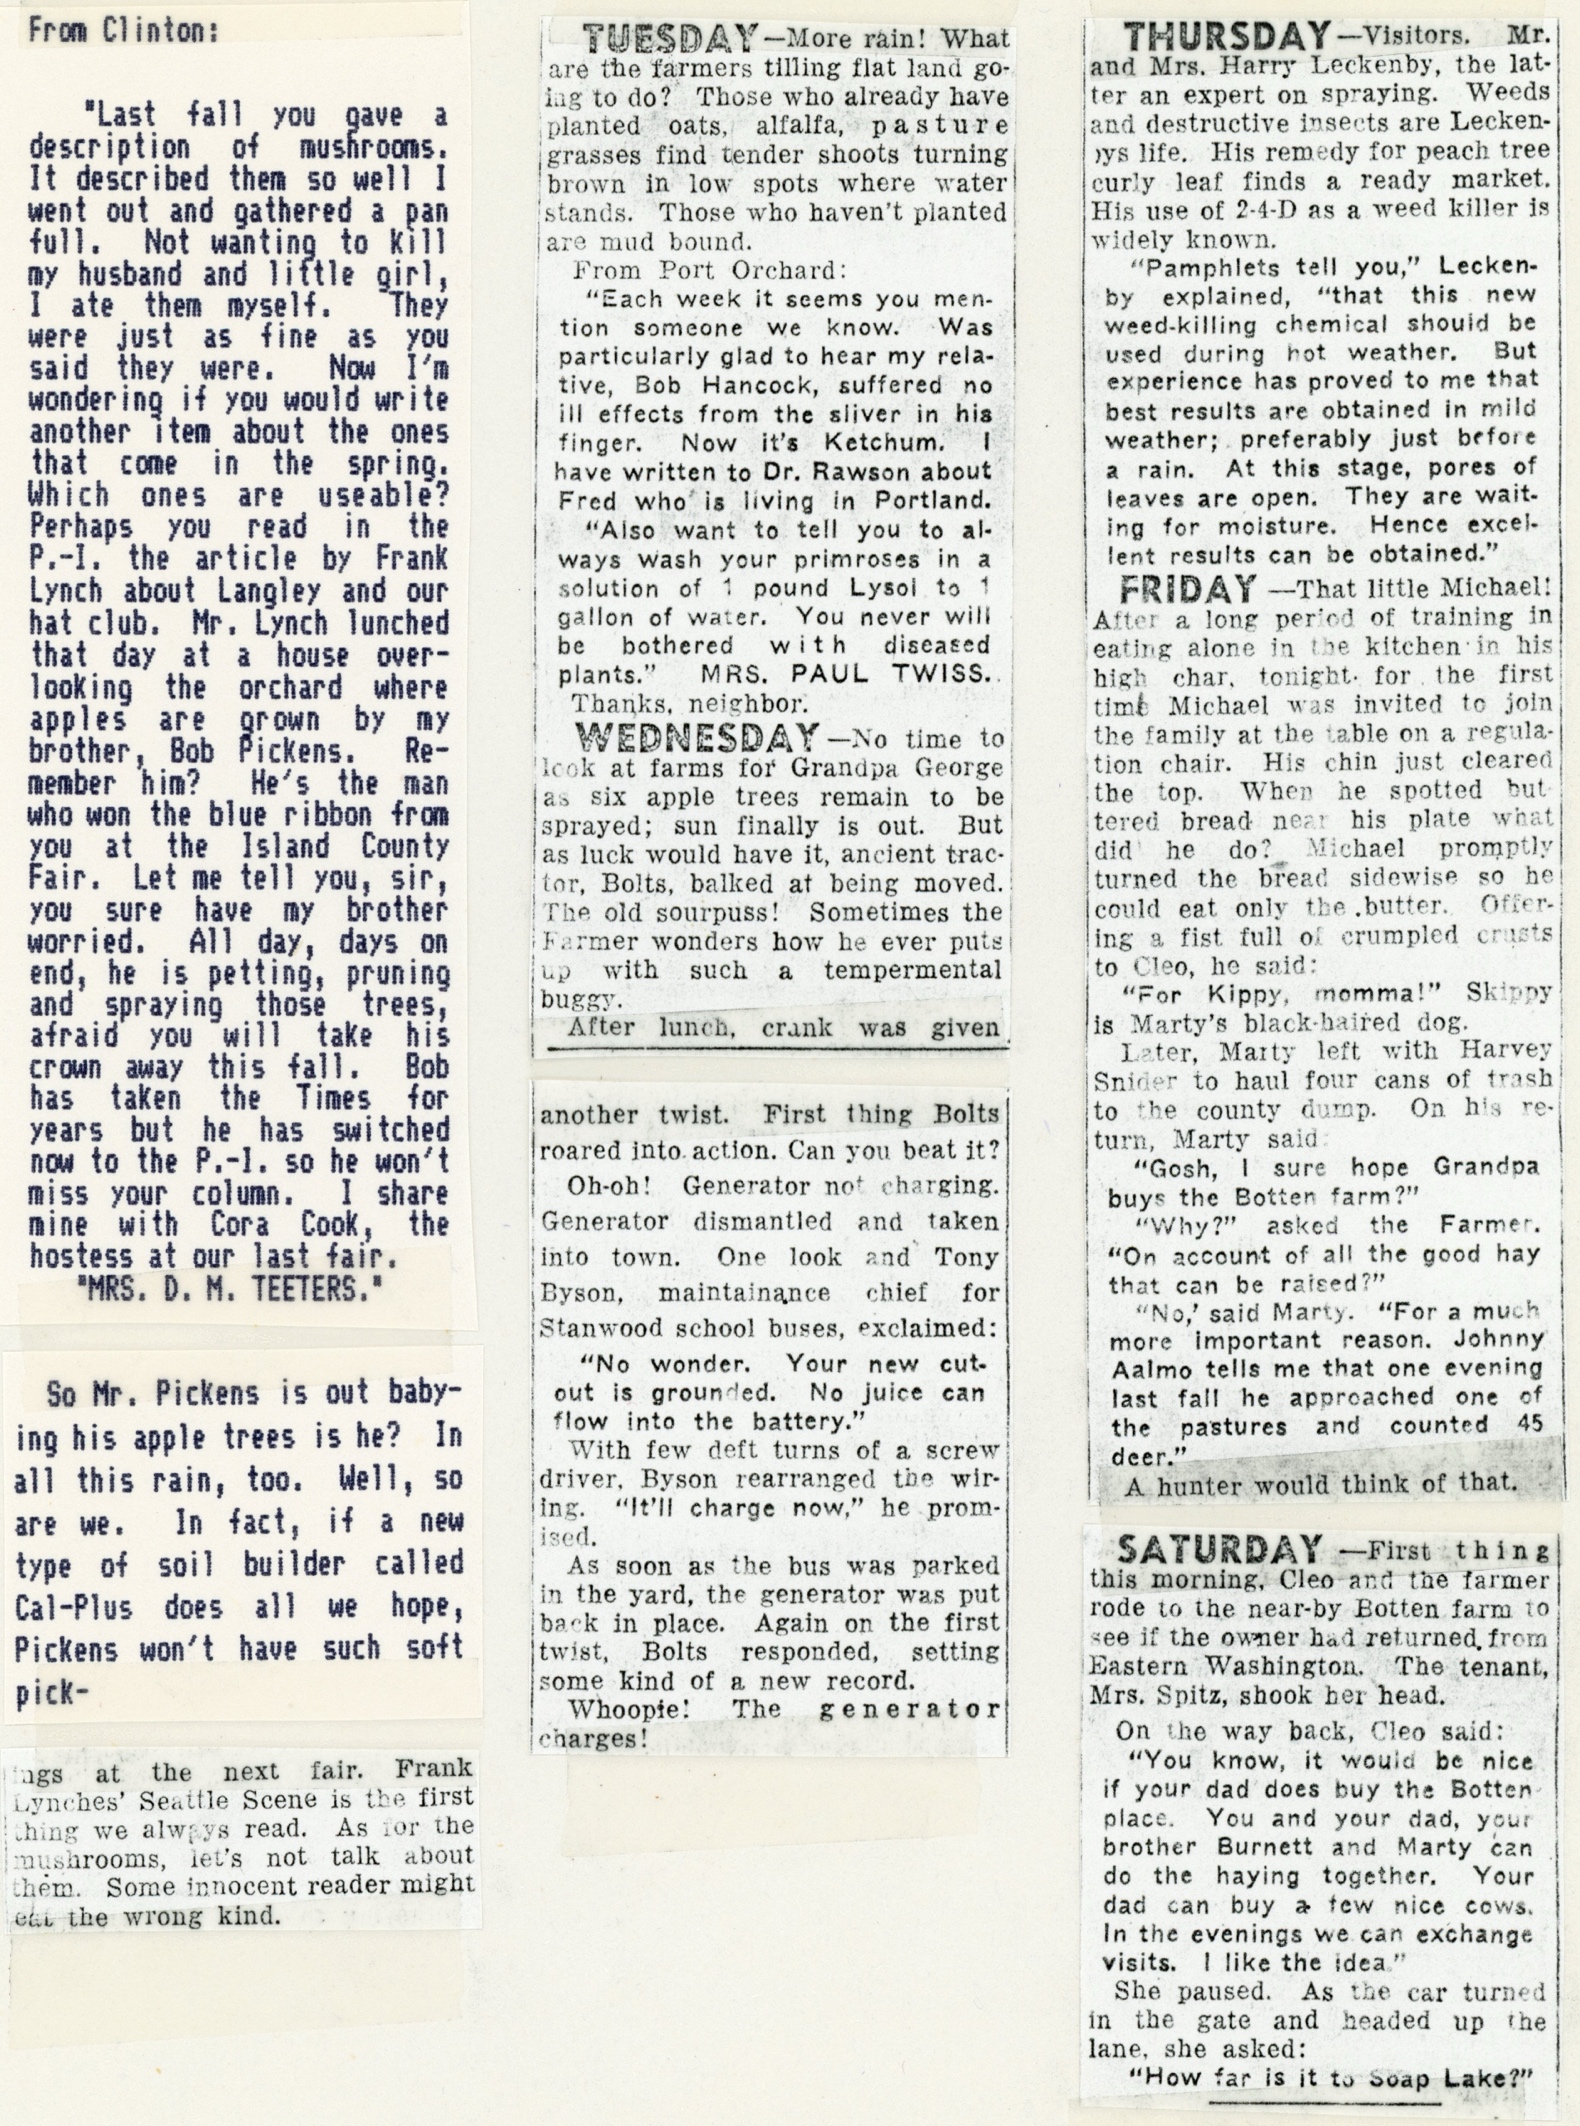 From Clinton:
"Last fall you gave a
description of mushrooms.
It described them so well I
went out and gathered a pan
full. Not wanting to kill
my husband and little girl,
I ate them myself. They
were just as fine as you
said they were. Now I'm
wondering if you would write
another item about the ones
that come in the spring.
Which ones are useable?
Perhaps you read in the
P.-I. the article by Frank
Lynch about Langley and our
hat club. Mr. Lynch lunched
that day at a house over-
looking the orchard where
apples are grown by my
brother, Bob Pickens. Re-
member him? He's the man
who won the blue ribbon from
you at the Island County
Fair. Let me tell you, sir,
you sure have my brother
worried. All day, days on
end, he is petting, pruning
and spraying those trees,
afraid you will take his
crown away this fall. Bob
has taken the Times for
years but he has switched
now to the P.-I. so he won't
miss your column. I share
mine with Cora Cook, the
hostess at our last fair.
"MRS. D. M. TEETERS."
So Mr. Pickens is out baby-
ing his apple trees is he? In
all this rain, too. Well, so
are we. In fact, if a new
type of soil builder called
Cal-Plus does all we hope,
Pickens won't have such soft
pick-
ings at the next fair. Frank
Lynches' Seattle Scene is the first
thing we always read. As for the
mushrooms, let's not talk about
them. Some innocent reader might
eat the wrong kind.
TUESDAY—More rain! What
are the farmers tilling flat land go-
ing to do? Those who already have
planted oats, alfalfa, pasture
grasses find tender shoots turning
brown in low spots where water
stands. Those who haven't planted
are mud bound.
From Port Orchard:
"Each week it seems you men-
tion someone we know. Was
particularly glad to hear my rela-
tive, Bob Hancock, suffered no
ill effects from the sliver in his
finger. Now it's Ketchum. I
have written to Dr. Rawson about
Fred who is living in Portland.
"Also want to tell you to al-
ways wash your primroses in a
solution of 1 pound Lysol to 1
gallon of water. You never will
be bothered with diseased
plants." MRS. PAUL TWISS.
Thanks, neighbor.
WEDNESDAY—No time to
look at farms for Grandpa George
as six apple trees remain to be
sprayed; sun finally is out. But
as luck would have it, ancient trac-
tor, Bolts, balked at being moved.
The old sourpuss! Sometimes the
Farmer wonders how he ever puts
up with such a tempermental
buggy.
After lunch, crank was given
another twist. First thing Bolts
roared into action. Can you beat it?
Oh-oh! Generator not charging.
Generator dismantled and taken
into town. One look and Tony
Byson, maintainance chief for
Stanwood school buses, exclaimed:
"No wonder. Your new cut-
out is grounded. No juice can
flow into the battery."
With few deft turns of a screw
driver, Byson rearranged the wir-
ing. "It'll charge now," he prom-
ised.
As soon as the bus was parked
in the yard, the generator was put
back in place. Again on the first
twist, Bolts responded, setting
some kind of a new record.
Whoopie! The generator
charges!
THURSDAY—Visitors. Mr.
and Mrs. Harry Leckenby, the lat-
ter an expert on spraying. Weeds
and destructive insects are Lecken-
bys life. His remedy for peach tree
curly leaf finds a ready market.
His use of 2-4-D as a weed killer is
widely known.
"Pamphlets tell you," Lecken-
by explained, "that this new
weed-killing chemical should be
used during hot weather. But
experience has proved to me that
best results are obtained in mild
weather; preferably just before
a rain. At this stage, pores of
leaves are open. They are wait-
ing for moisture. Hence excel-
lent results can be obtained."
FRIDAY—That little Michael!
After a long period of training in
eating alone in the kitchen in his
high char, tonight for the first
time Michael was invited to join
the family at the table on a regula-
tion chair. His chin just cleared
the top. When he spotted but-
tered bread near his plate what
did he do? Michael promptly
turned the bread sidewise so he
could eat only the butter. Offer-
ing a fist full of crumpled crusts
to Cleo, he said:
"For Kippy, momma!" Skippy
is Marty's black-haired dog.
Later, Marty left with Harvey
Snider to haul four cans of trash
to the county dump. On his re-
turn, Marty said:
"Gosh, I sure hope Grandpa
buys the Botten farm?"
"Why?" asked the Farmer.
"On account of all the good hay
that can be raised?"
"No,' said Marty. "For a much
more important reason. Johnny
Aalmo tells me that one evening
last fall he approached one of
the pastures and counted 45
deer."
A hunter would think of that.
SATURDAY—First thing
this morning, Cleo and the farmer
rode to the near-by Botten farm to
see if the owner had returned from
Eastern Washington. The tenant,
Mrs. Spitz, shook her head.
On the way back, Cleo said:
"You know, it would be nice
if your dad does buy the Botten
place. You and your dad, your
brother Burnett and Marty can
do the haying together. Your
dad can buy a few nice cows.
In the evenings we can exchange
visits. I like the idea."
She paused. As the car turned
in the gate and headed up the
lane, she asked:
"How far is it to Soap Lake?"